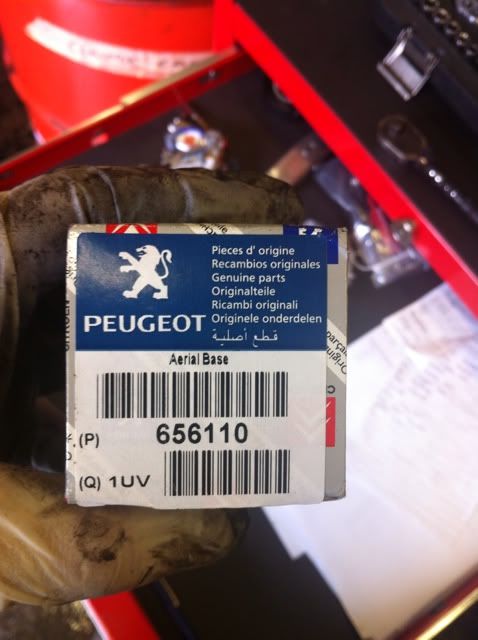 Pieces d' origine
Recambios originales
Genuine parts
Originalteile
Ricambi originali
Originele onderdelen
قطع أصلية
PEUGEOT
Aerial Base
(P) 656110
(Q) 1UV